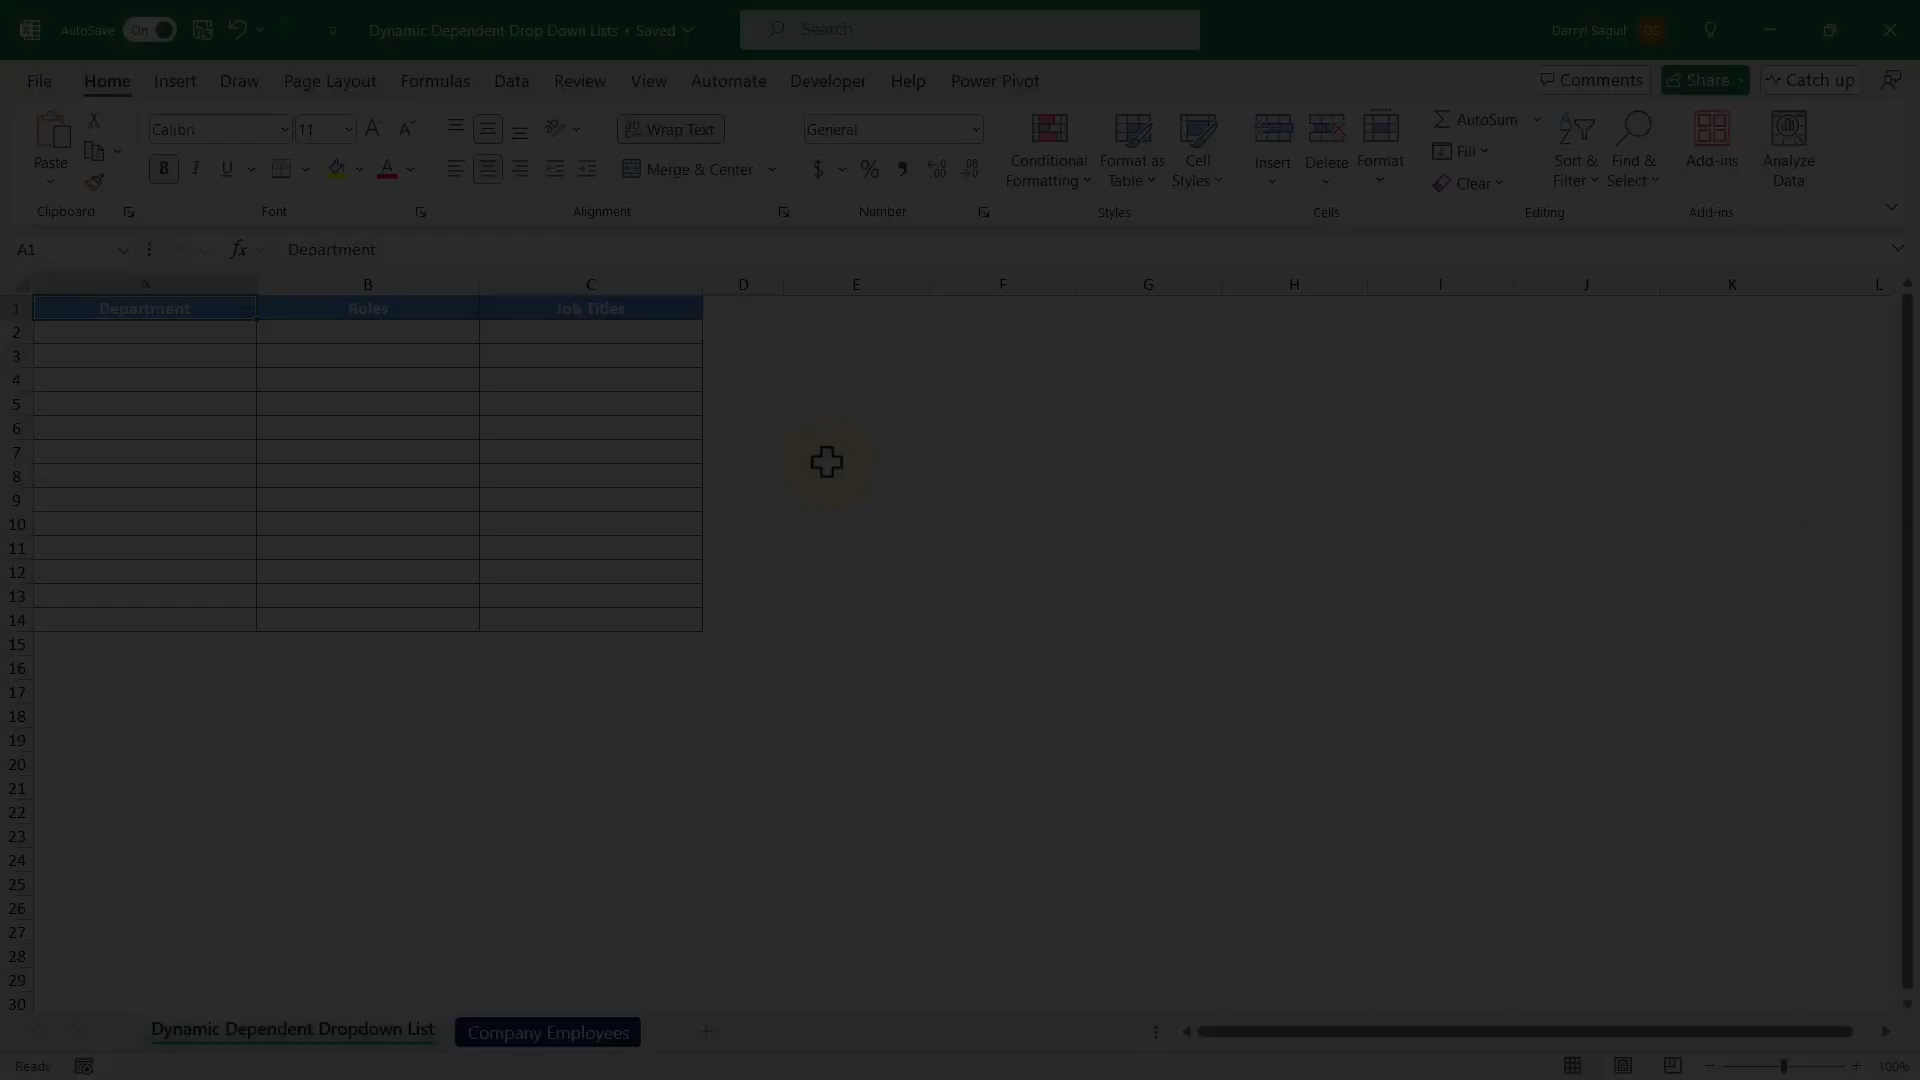 AutoSave On Dynamic Dependent Drop Down Lists • Saved Search Darryl Saguil DS
File Home Insert Draw Page Layout Formulas Data Review View Automate Developer Help Power Pivot Comments Share Catch up
Calibri 11 Wrap Text General AutoSum
Paste B I U Merge & Center $ % Conditional Formatting Format as Table Cell Styles Insert Delete Format Fill Clear Sort & Filter Find & Select Add-ins Analyze Data
Clipboard Font Alignment Number Styles Cells Editing Add-ins
A1 fx Department
A B C D E F G H I J K L
1 Department Roles Job Titles
2
3
4
5
6
7
8
9
10
11
12
13
14
15
16
17
18
19
20
21
22
23
24
25
26
27
28
29
30
Dynamic Dependent Dropdown List Company Employees
Ready 100%